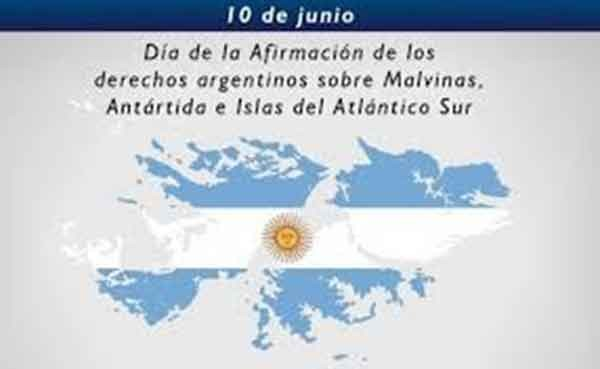 10 de junio
Día de la Afirmación de los
derechos argentinos sobre Malvinas,
Antártida e Islas del Atlántico Sur